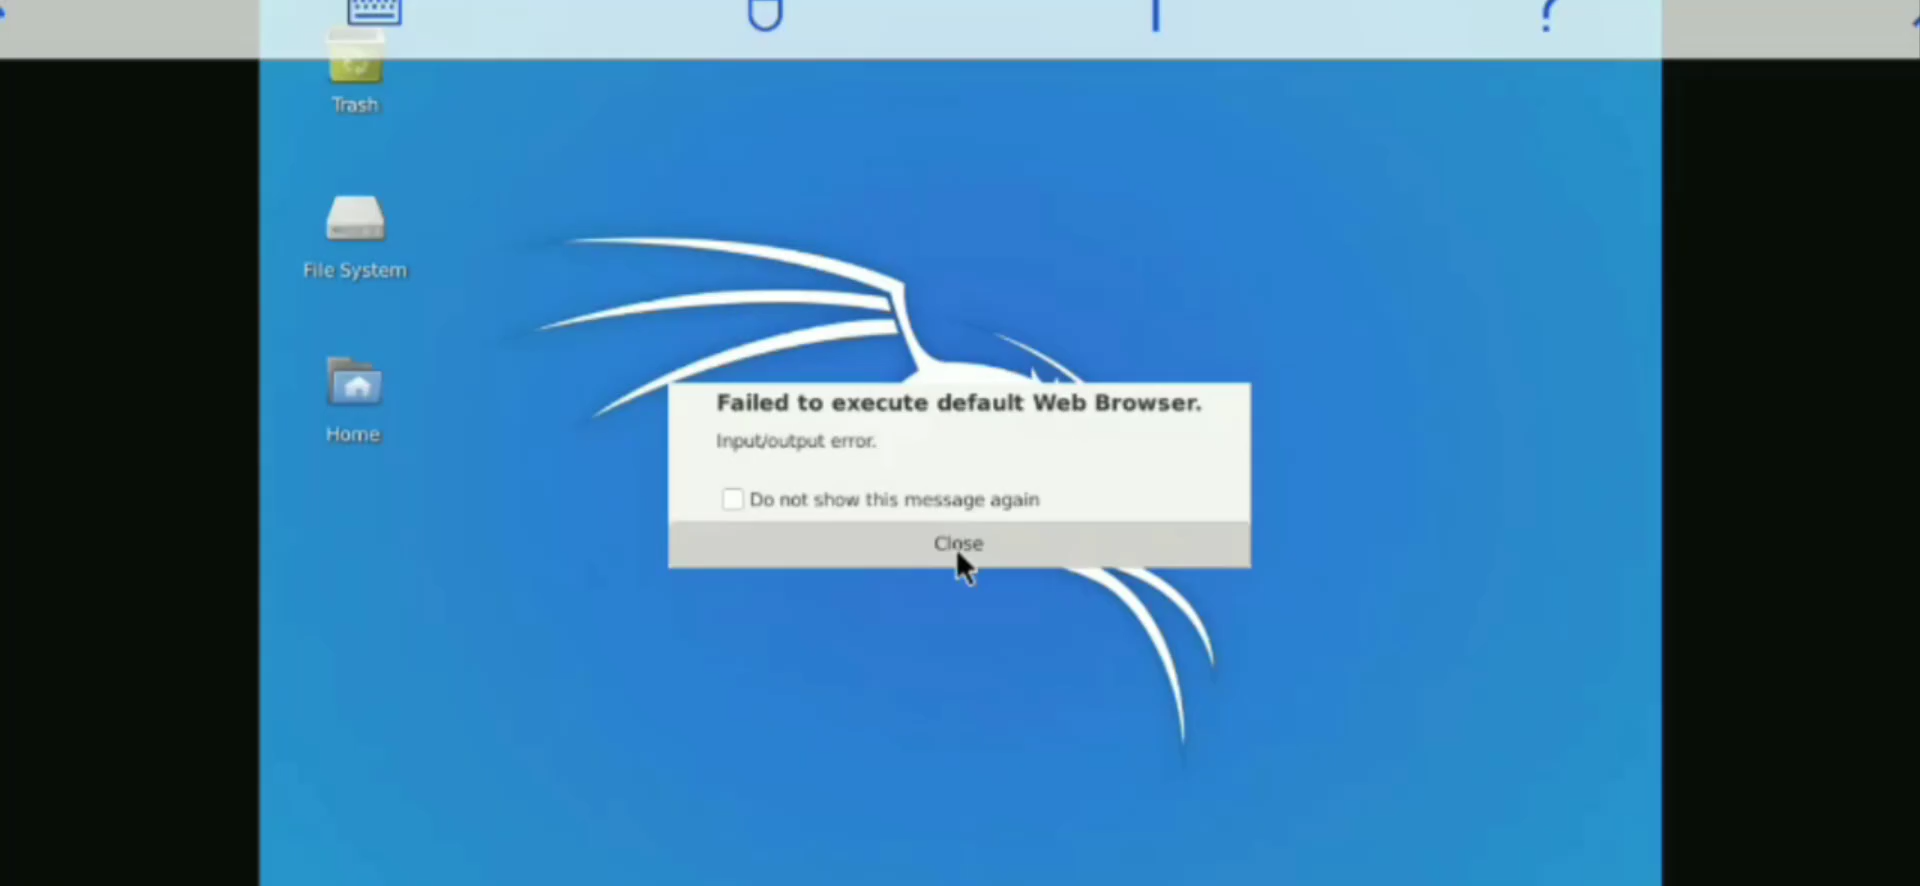 Trash
File System
Home
Failed to execute default Web Browser.
Input/output error.
Do not show this message again
Close